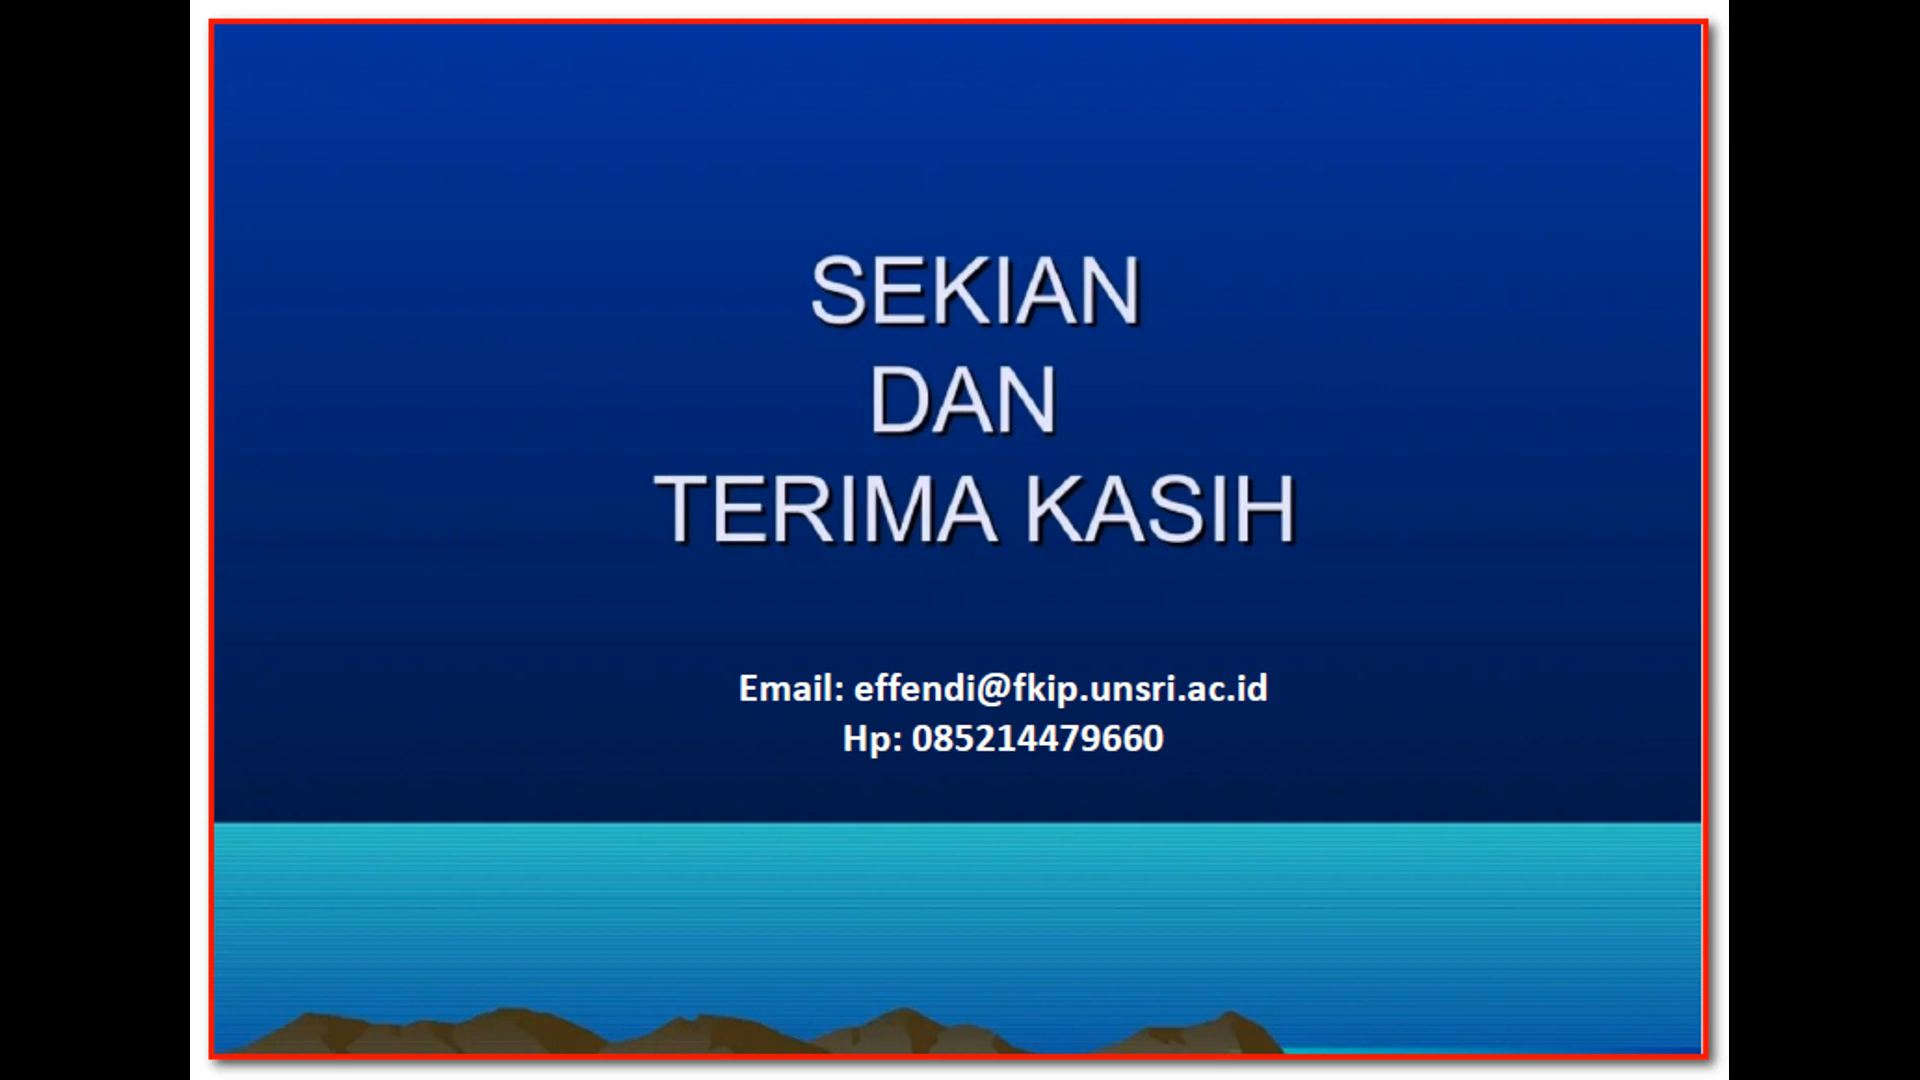 SEKIAN
DAN
TERIMA KASIH
Email: effendi@fkip.unsri.ac.id
Hp: 085214479660